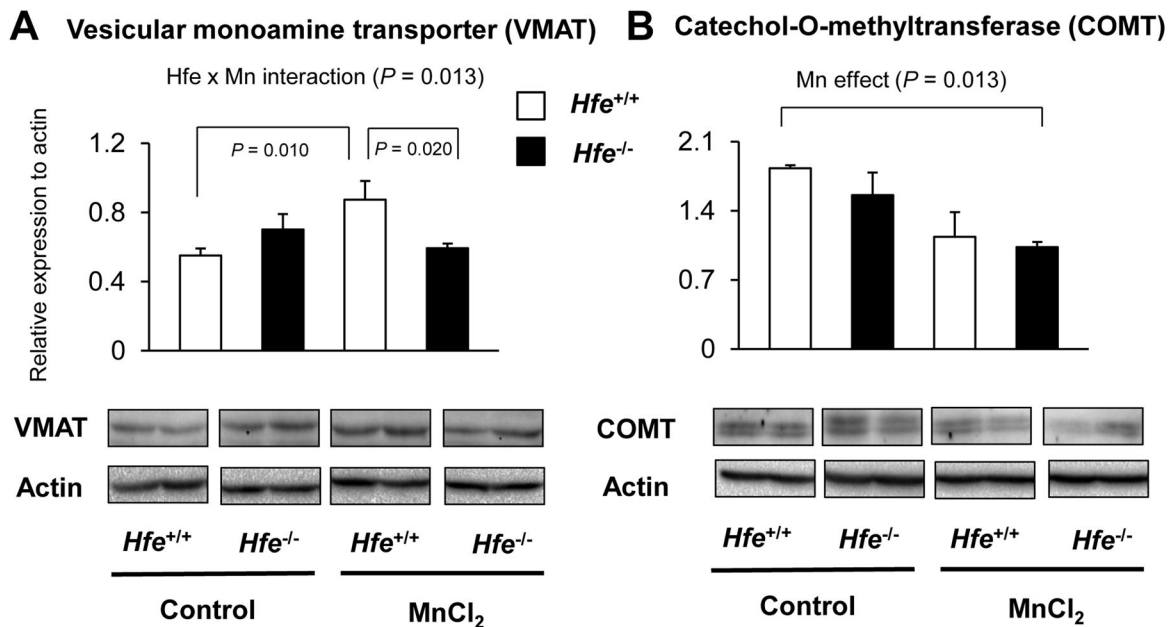 A Vesicular monoamine transporter (VMAT)
Hfe x Mn interaction (P = 0.013)
Hfe+/+
Hfe-/-
Relative expression to actin
1.2
0.8
0.4
0
P = 0.010
P = 0.020
VMAT
Actin
Hfe+/+ Hfe-/- Hfe+/+ Hfe-/-
Control MnCl2
B Catechol-O-methyltransferase (COMT)
Mn effect (P = 0.013)
2.1
1.4
0.7
0
COMT
Actin
Hfe+/+ Hfe-/- Hfe+/+ Hfe-/-
Control MnCl2